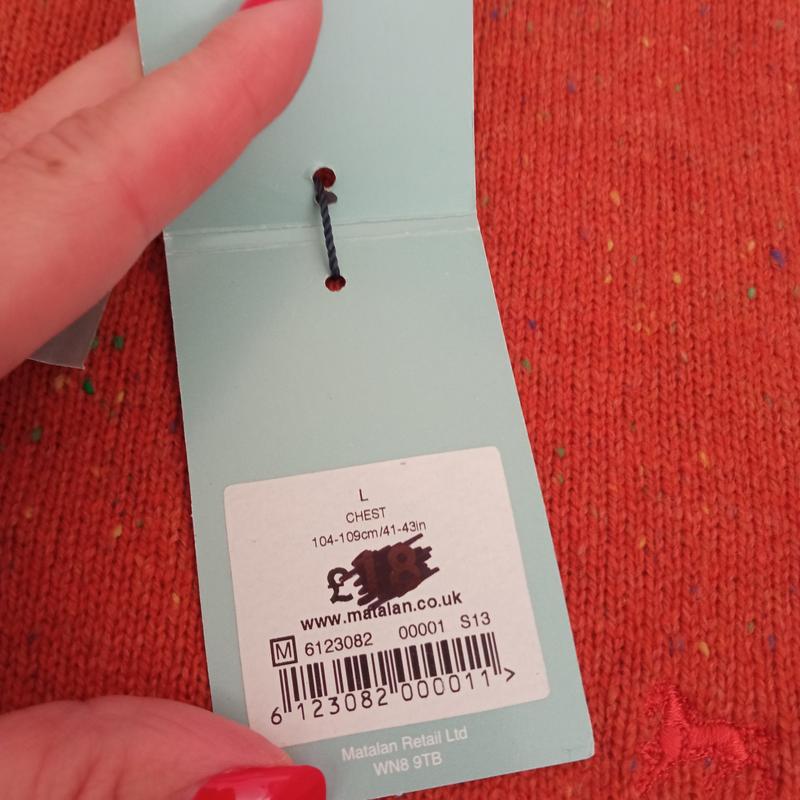 L
CHEST
104-109cm/41-43in
£18
www.matalan.co.uk
M 6123082 00001 S13
6 123082 000011 >
Matalan Retail Ltd
WN8 9TB